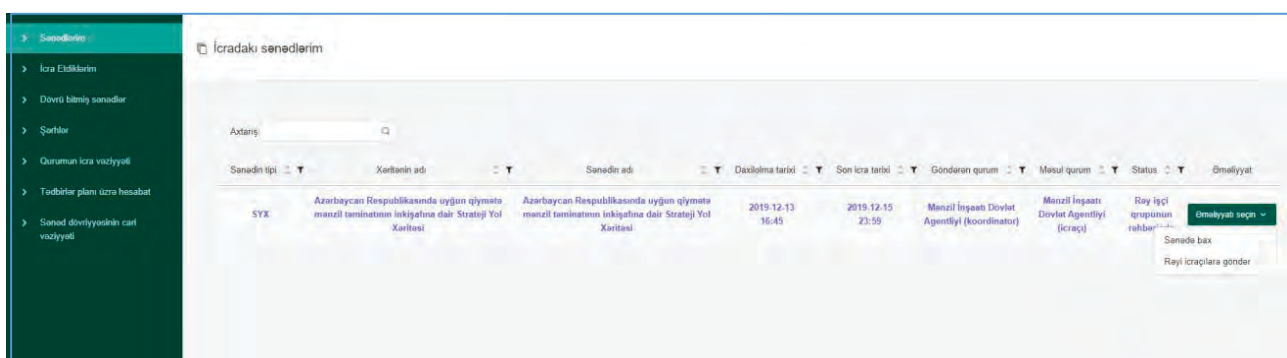 Sənədlərim
İcradakı sənədlərim
İcra Etdiklərim
Dövrü bitmiş sənədlər
Şərhlər
Qurumun icra vəziyyəti
Tədbirlər planı üzrə hesabat
Sənəd dövriyyəsinin cari
vəziyyəti
Axtarış
Sənədin tipi Xəritənin adı Sənədin adı Daxilolma tarixi Son icra tarixi Göndərən qurum Məsul qurum Status Əməliyyat
SYX
Azərbaycan Respublikasında uyğun qiymətə
mənzil təminatının inkişafına dair Strateji Yol
Xəritəsi
Azərbaycan Respublikasında uyğun qiymətə
mənzil təminatının inkişafına dair Strateji Yol
Xəritəsi
2019-12-13
16:45
2019-12-15
23:59
Mənzil İnşaatı Dövlət
Agentliyi (koordinator)
Mənzil İnşaatı
Dövlət Agentliyi
(icraçı)
Rəy işçi
qrupunun
Əməliyyatı seçin
Sənədə bax
Rəyi icraçılara göndər